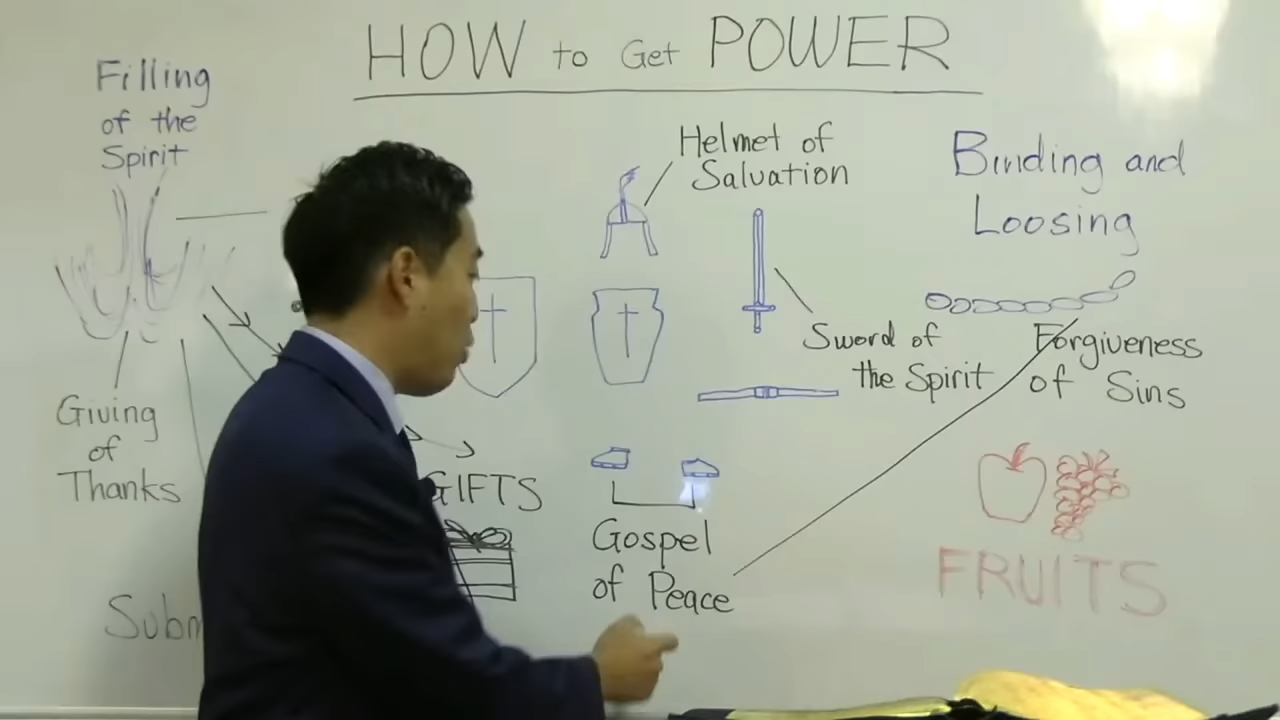 HOW to Get POWER
Filling
of the
Spirit
Giving
of
Thanks
GIFTS
Helmet of
Salvation
Sword of
the Spirit
Gospel
of Peace
Binding and
Loosing
Forgiveness
of Sins
FRUITS